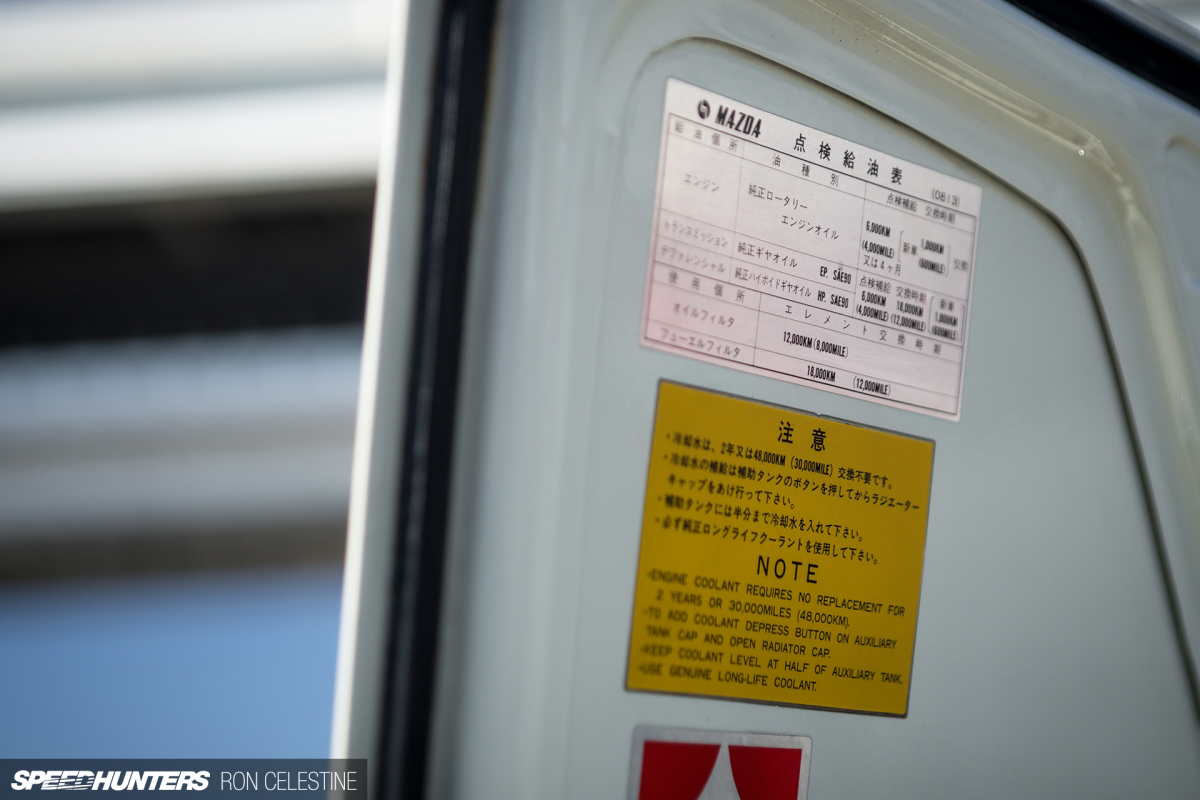 MAZDA 点検給油表 (0813)
給油個所 油種別 点検補給 交換時期
エンジン 純正ロータリー エンジンオイル 6,000KM (4,000MILE) 又は4ヶ月 新車 1,000KM (600MILE) 交換
トランスミッション 純正ギヤオイル EP. SAE90 点検補給 交換時期 新車
デファレンシャル 純正ハイポイドギヤオイル HP. SAE90 6,000KM (4,000MILE) 18,000KM (12,000MILE) 1,000KM (600MILE)
使用個所 エレメント交換時期
オイルフィルタ 12,000KM (8,000MILE)
フューエルフィルタ 18,000KM (12,000MILE)
注意
・冷却水は、2年又は48,000KM (30,000MILE) 交換不要です。
・冷却水の補給は補助タンクのボタンを押してからラジエーター
キャップをあけ行って下さい。
・補助タンクには半分まで冷却水を入れて下さい。
・必ず純正ロングライフクーラントを使用して下さい。
NOTE
•ENGINE COOLANT REQUIRES NO REPLACEMENT FOR
2 YEARS OR 30,000MILES (48,000KM).
•TO ADD COOLANT DEPRESS BUTTON ON AUXILIARY
TANK CAP AND OPEN RADIATOR CAP.
•KEEP COOLANT LEVEL AT HALF OF AUXILIARY TANK.
•USE GENUINE LONG-LIFE COOLANT.
SPEEDHUNTERS RON CELESTINE